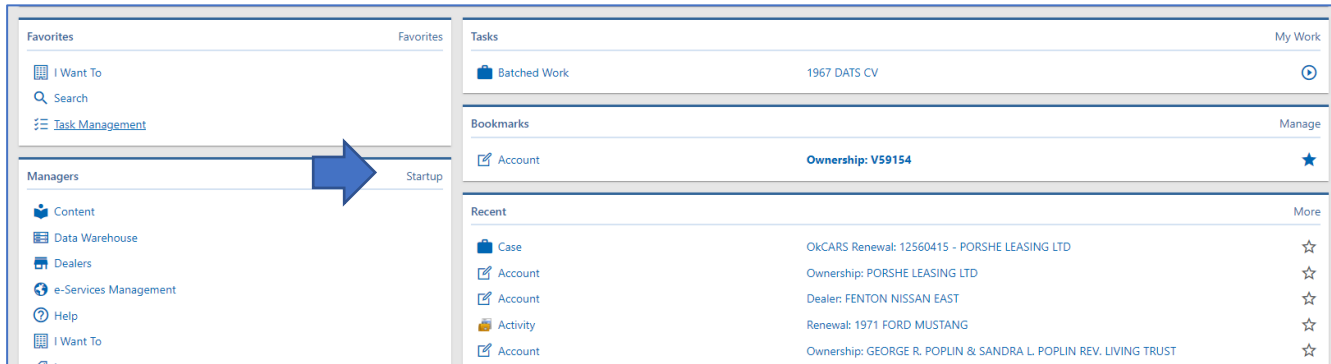 Favorites Favorites
I Want To
Search
Task Management
Managers Startup
Content
Data Warehouse
Dealers
e-Services Management
Help
I Want To
Tasks My Work
Batched Work 1967 DATS CV
Bookmarks Manage
Account Ownership: V59154
Recent More
Case OkCARS Renewal: 12560415 - PORSHE LEASING LTD
Account Ownership: PORSHE LEASING LTD
Account Dealer: FENTON NISSAN EAST
Activity Renewal: 1971 FORD MUSTANG
Account Ownership: GEORGE R. POPLIN & SANDRA L. POPLIN REV. LIVING TRUST